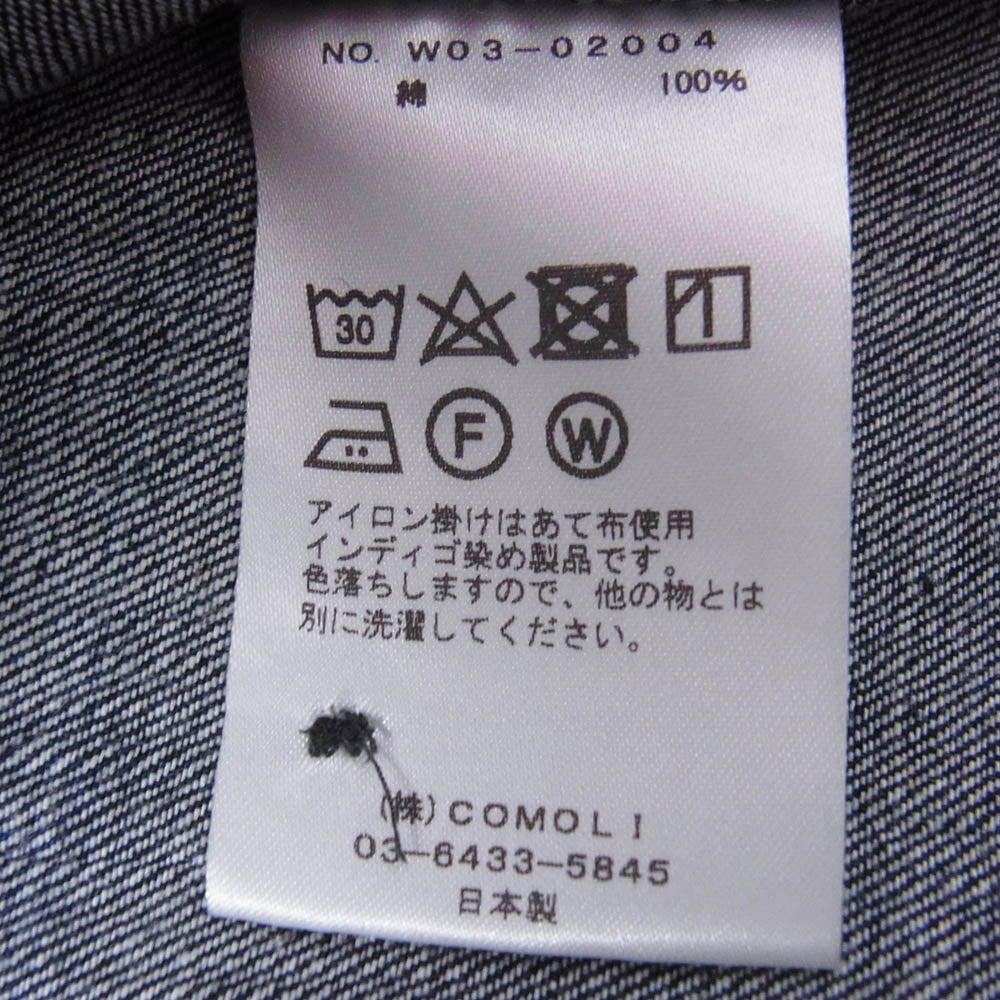 NO. W03-02004
綿 100%
30
F W
アイロン掛けはあて布使用
インディゴ染め製品です。
色落ちしますので、他の物とは
別に洗濯してください。
(株)COMOLI
03-6433-5845
日本製